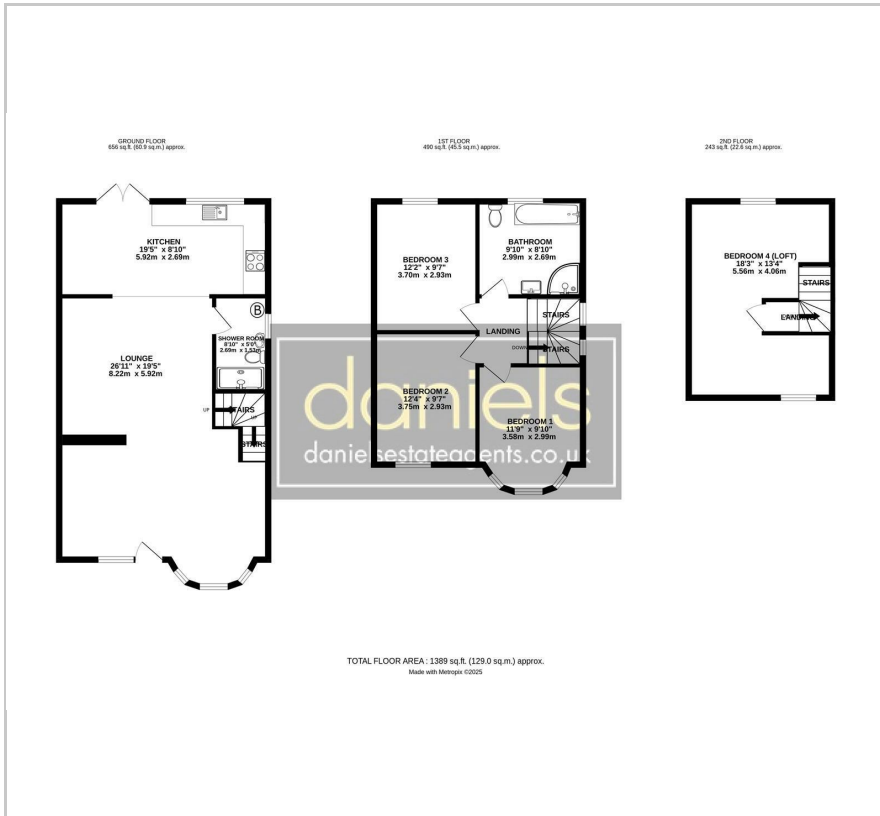 GROUND FLOOR
656 sq.ft. (60.9 sq.m.) approx.
1ST FLOOR
490 sq.ft. (45.5 sq.m.) approx.
2ND FLOOR
243 sq.ft. (22.6 sq.m.) approx.
KITCHEN
19'5" x 8'10"
5.92m x 2.69m
B
SHOWER ROOM
8'10" x 5'0"
2.69m x 1.53m
LOUNGE
26'11" x 19'5"
8.22m x 5.92m
UP
STAIRS
UP
STAIRS
BEDROOM 3
12'2" x 9'7"
3.70m x 2.93m
BATHROOM
9'10" x 8'10"
2.99m x 2.69m
STAIRS
LANDING
DOWN
STAIRS
BEDROOM 2
12'4" x 9'7"
3.75m x 2.93m
BEDROOM 1
11'9" x 9'10"
3.58m x 2.99m
BEDROOM 4 (LOFT)
18'3" x 13'4"
5.56m x 4.06m
STAIRS
LANDING
daniels
danielsestateagents.co.uk
TOTAL FLOOR AREA : 1389 sq.ft. (129.0 sq.m.) approx.
Made with Metropix ©2025